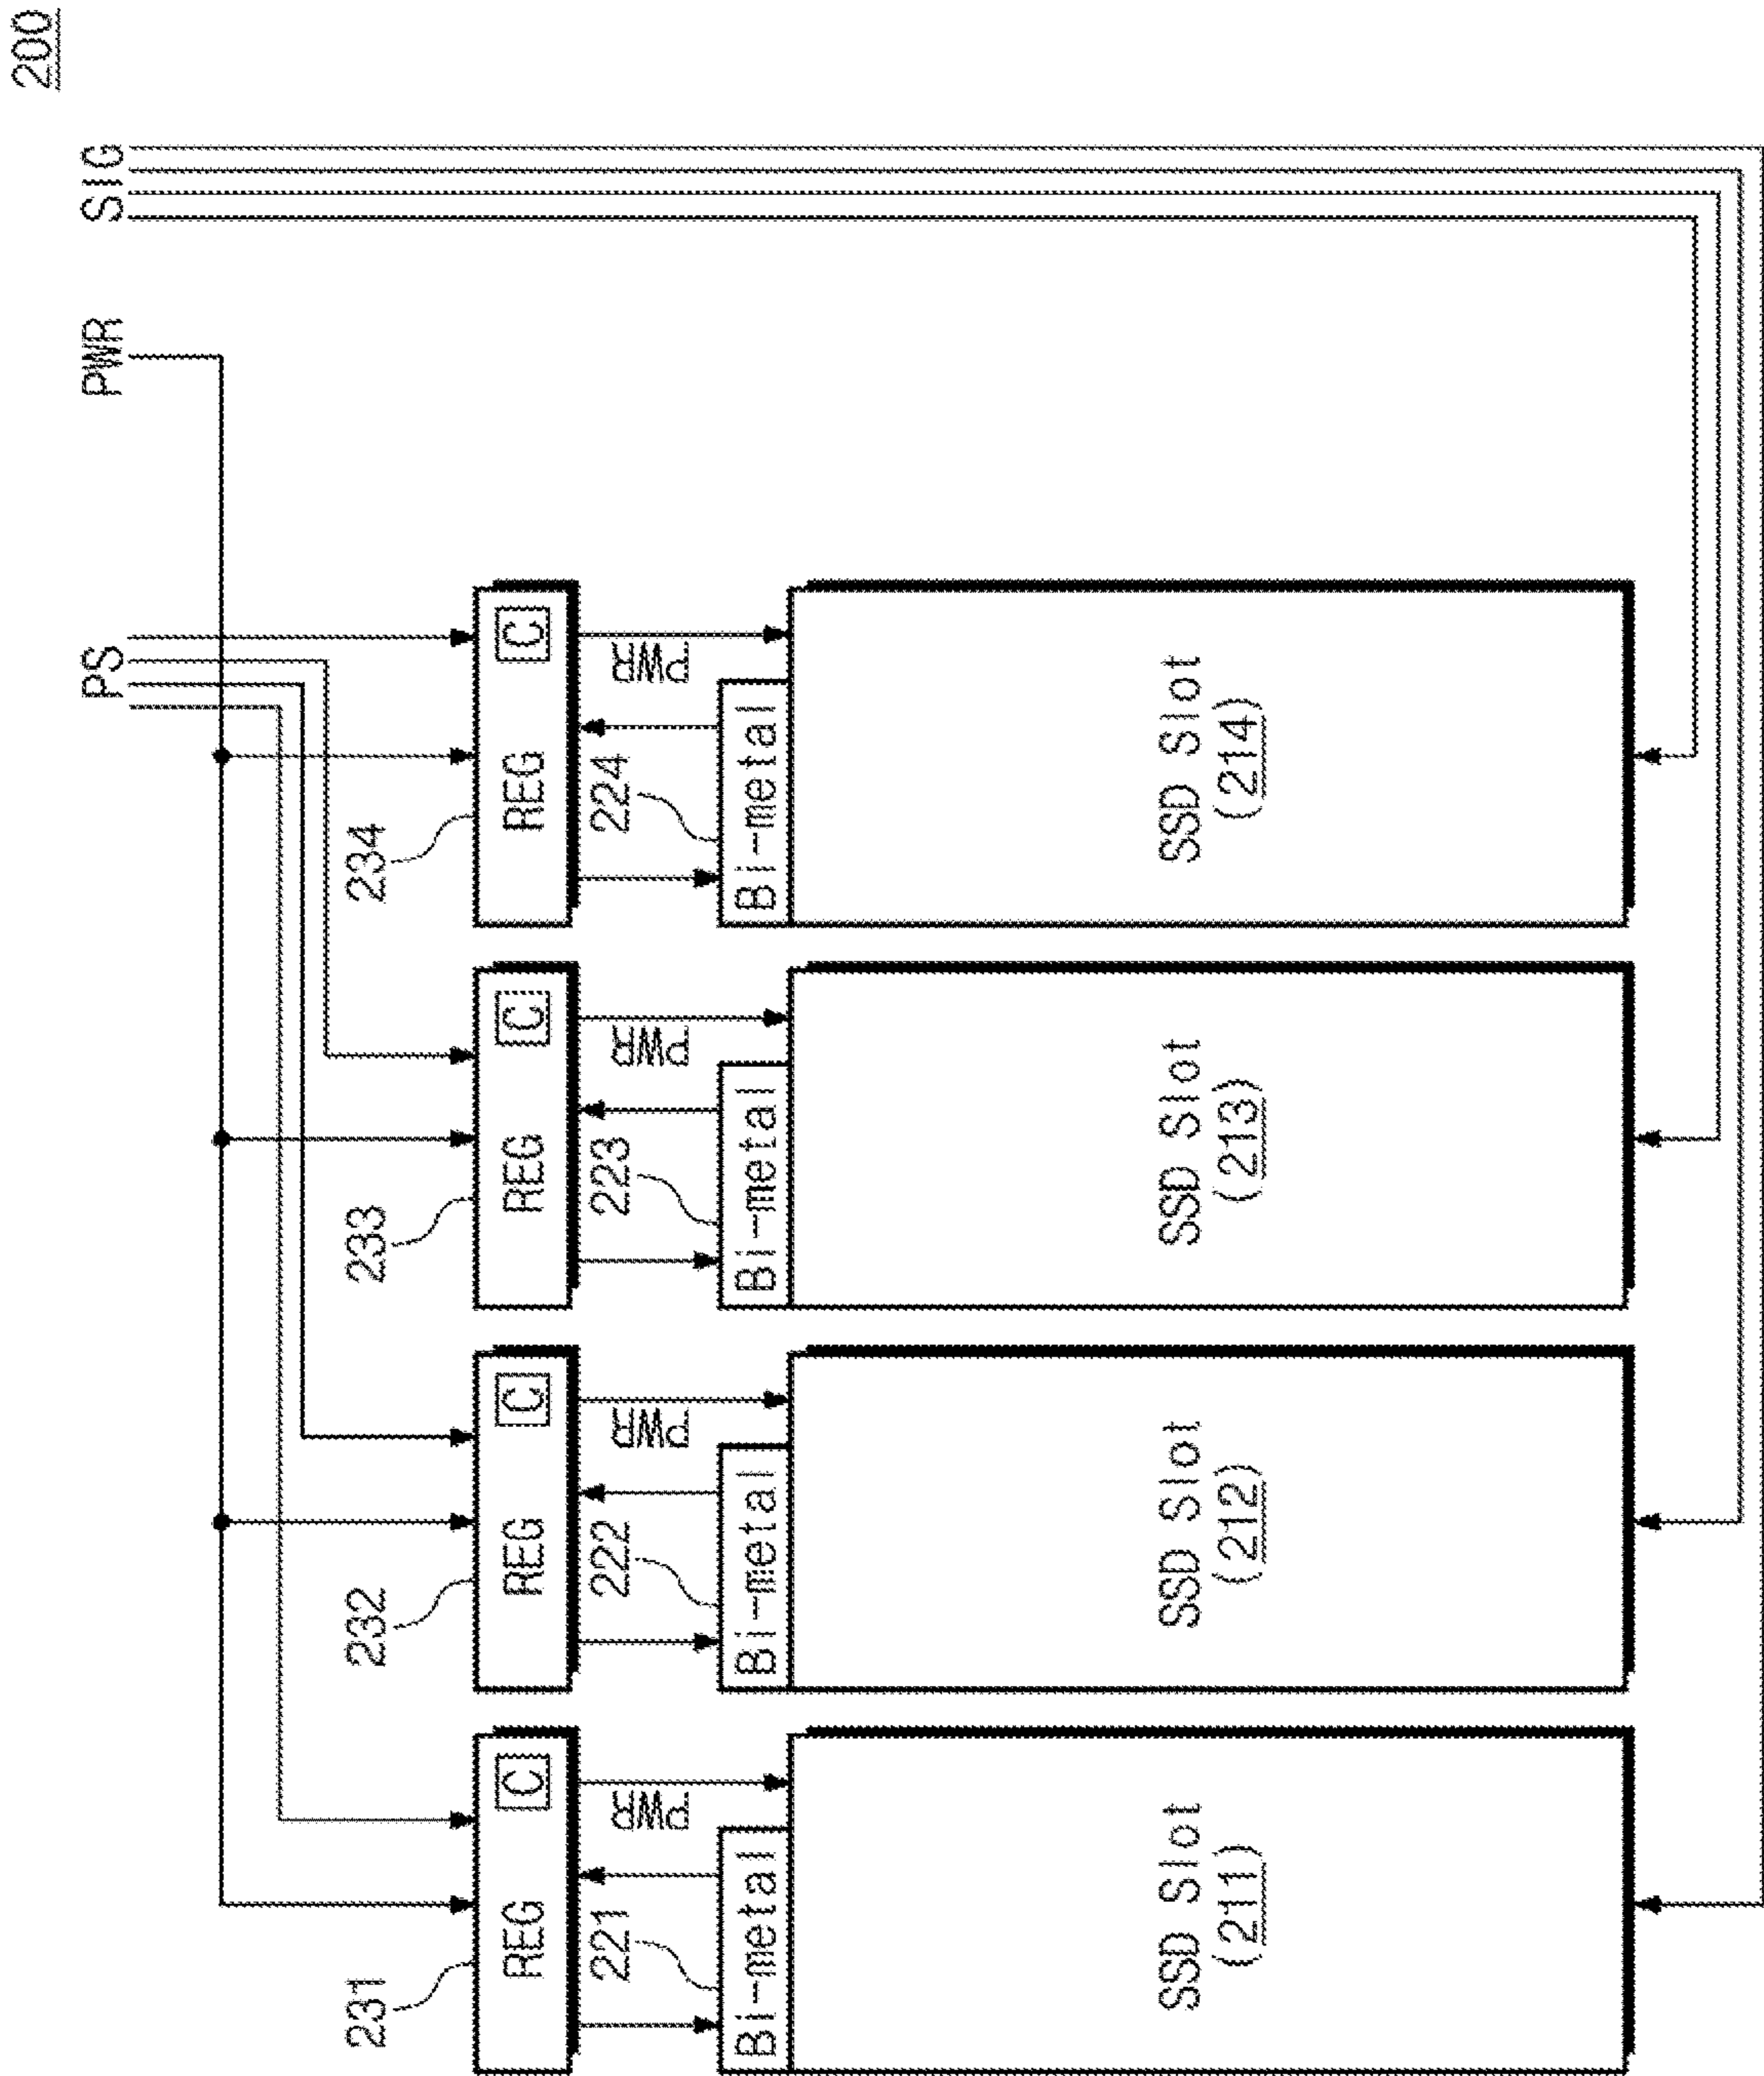 200
PS
PWR
SIG
231
232
233
234
REG
C
REG
C
REG
C
REG
C
221
PWR
222
PWR
223
PWR
224
PWR
Bi-metal
Bi-metal
Bi-metal
Bi-metal
SSD Slot
(211)
SSD Slot
(212)
SSD Slot
(213)
SSD Slot
(214)